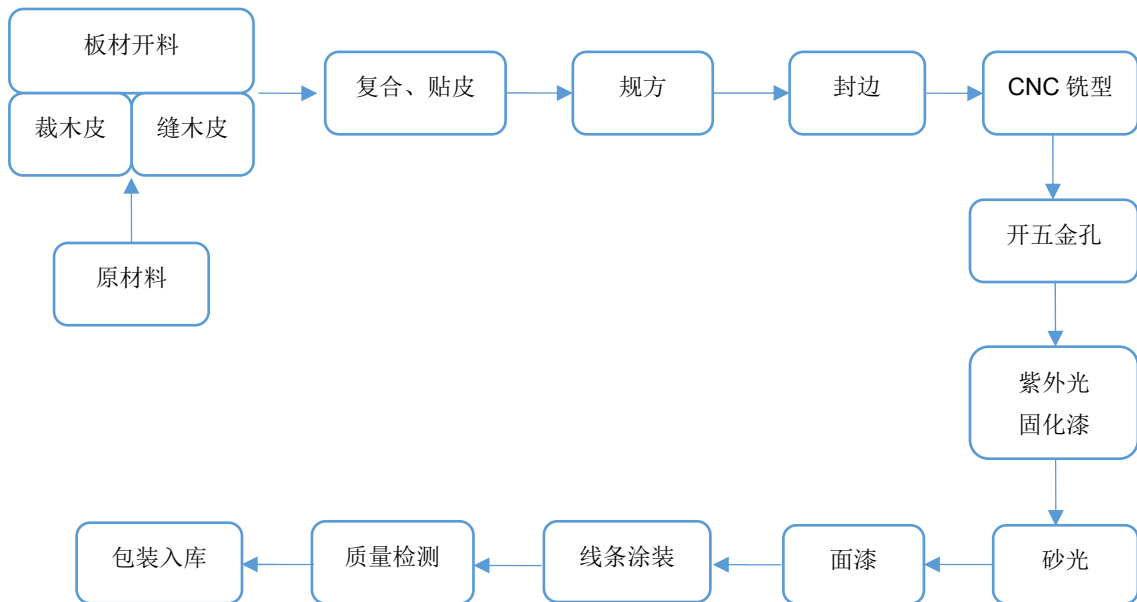 板材开料
裁木皮
缝木皮
原材料
复合、贴皮
规方
封边
CNC 铣型
开五金孔
紫外光
固化漆
砂光
面漆
线条涂装
质量检测
包装入库